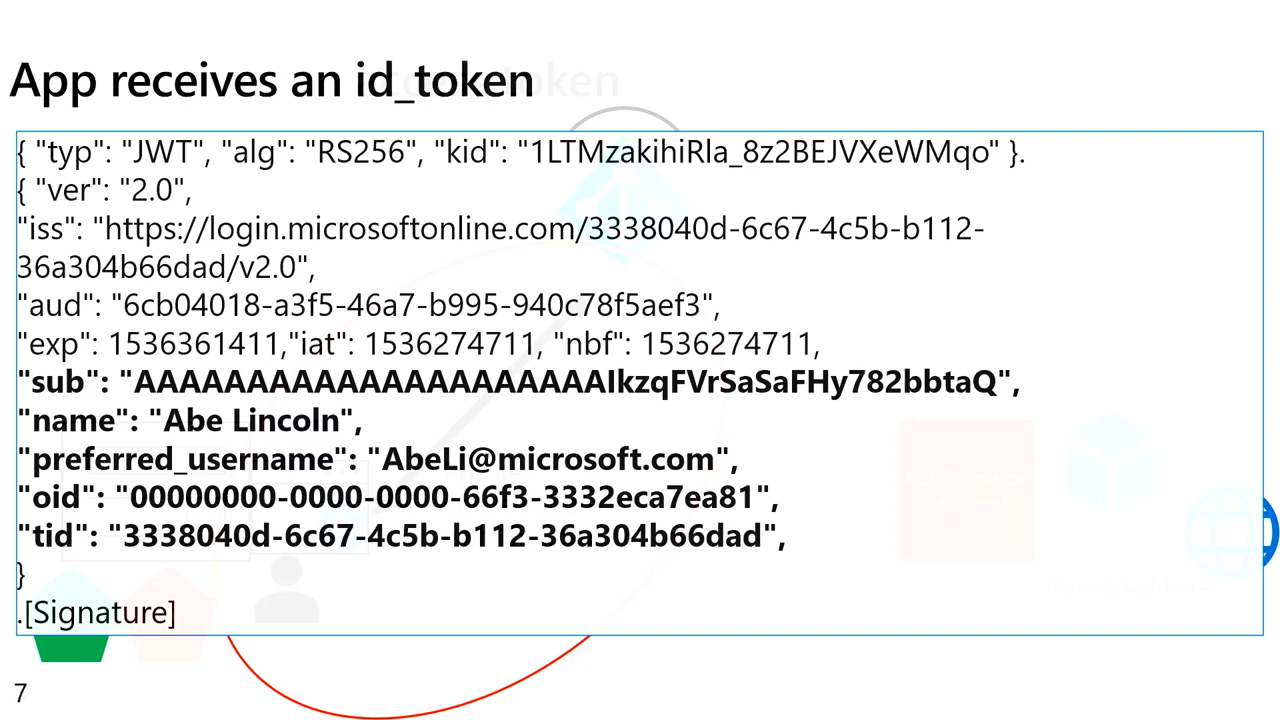 App receives an id_token
{ "typ": "JWT", "alg": "RS256", "kid": "1LTMzakihiRla_8z2BEJVXeWMqo" }.
{ "ver": "2.0",
"iss": "https://login.microsoftonline.com/3338040d-6c67-4c5b-b112-
36a304b66dad/v2.0",
"aud": "6cb04018-a3f5-46a7-b995-940c78f5aef3",
"exp": 1536361411,"iat": 1536274711, "nbf": 1536274711,
"sub": "AAAAAAAAAAAAAAAAAAAAAIkzqFVrSaSaFHy782bbtaQ",
"name": "Abe Lincoln",
"preferred_username": "AbeLi@microsoft.com",
"oid": "00000000-0000-0000-66f3-3332eca7ea81",
"tid": "3338040d-6c67-4c5b-b112-36a304b66dad",
}
.[Signature]
7